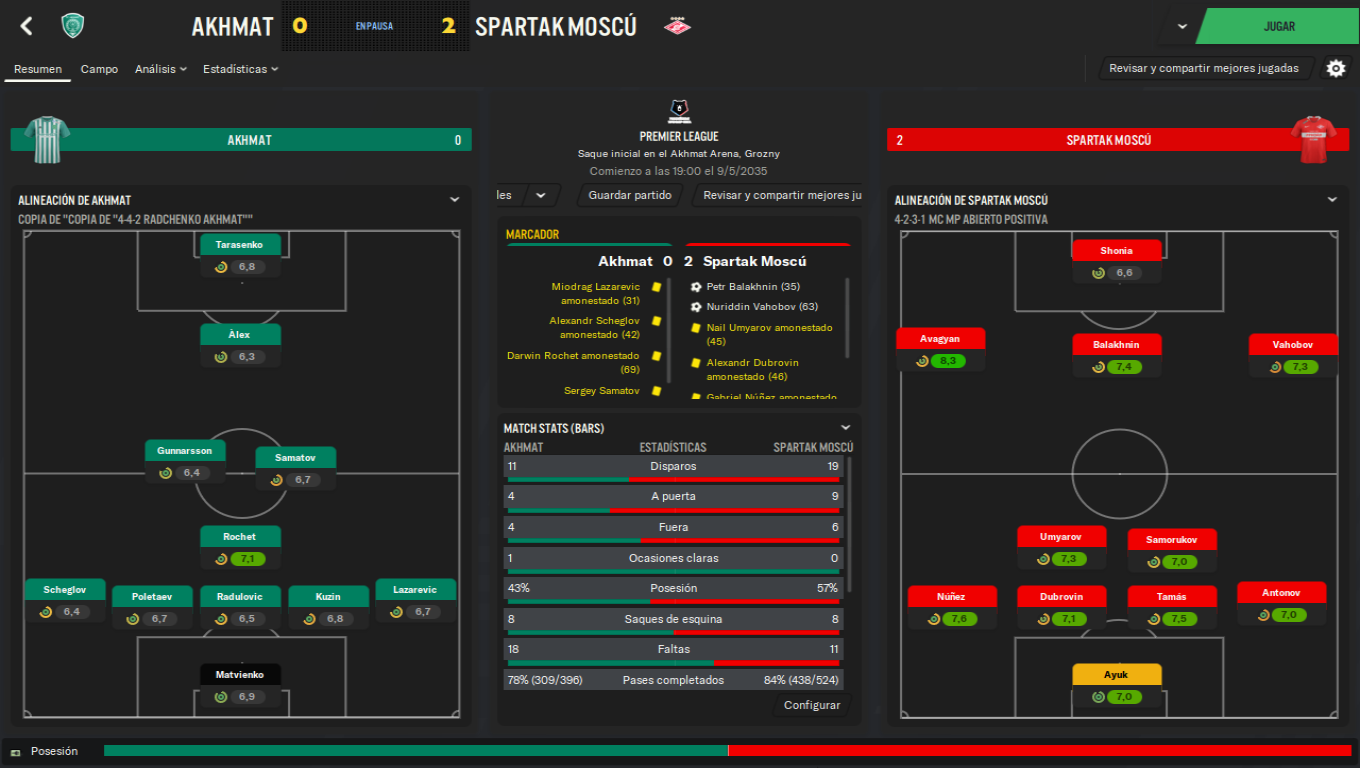 AKHMAT 0 EN PAUSA 2 SPARTAK MOSCÚ
JUGAR
Resumen Campo Análisis Estadísticas
Revisar y compartir mejores jugadas
AKHMAT 0
PREMIER LEAGUE
Saque inicial en el Akhmat Arena, Grozny
Comienzo a las 19:00 el 9/5/2035
2 SPARTAK MOSCÚ
les Guardar partido Revisar y compartir mejores ju
ALINEACIÓN DE AKHMAT
COPIA DE "COPIA DE "4-4-2 RADCHENKO AKHMAT""
Tarasenko
6,8
Àlex
6,3
Gunnarsson
6,4
Samatov
6,7
Rochet
7,1
Scheglov
6,4
Poletaev
6,7
Radulovic
6,5
Kuzin
6,8
Lazarevic
6,7
Matvienko
6,9
MARCADOR
Akhmat 0 2 Spartak Moscú
Miodrag Lazarevic
amonestado (31)
Alexandr Scheglov
amonestado (42)
Darwin Rochet amonestado
(69)
Sergey Samatov
Petr Balakhnin (35)
Nuriddin Vahobov (63)
Nail Umyarov amonestado
(45)
Alexandr Dubrovin
amonestado (46)
Gabriel Núñez amonestado
MATCH STATS (BARS)
AKHMAT ESTADÍSTICAS SPARTAK MOSCÚ
11 Disparos 19
4 A puerta 9
4 Fuera 6
1 Ocasiones claras 0
43% Posesión 57%
8 Saques de esquina 8
18 Faltas 11
78% (309/396) Pases completados 84% (438/524)
Configurar
ALINEACIÓN DE SPARTAK MOSCÚ
4-2-3-1 MC MP ABIERTO POSITIVA
Shonia
6,6
Avagyan
8,3
Balakhnin
7,4
Vahobov
7,3
Umyarov
7,3
Samorukov
7,0
Núñez
7,6
Dubrovin
7,1
Tamás
7,5
Antonov
7,0
Ayuk
7,0
Posesión